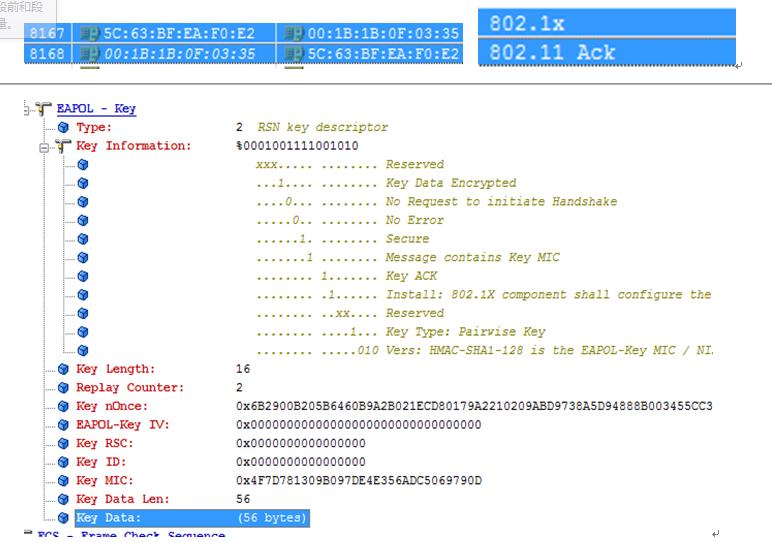 段前和段
量。
8167 5C:63:BF:EA:F0:E2 00:1B:1B:0F:03:35 802.1x
8168 00:1B:1B:0F:03:35 5C:63:BF:EA:F0:E2 802.11 Ack
EAPOL - Key
Type: 2 RSN key descriptor
Key Information: %0001001111001010
xxx..... ........ Reserved
...1.... ........ Key Data Encrypted
....0... ........ No Request to initiate Handshake
.....0.. ........ No Error
......1. ........ Secure
.......1 ........ Message contains Key MIC
........ 1....... Key ACK
........ .1...... Install: 802.1X component shall configure the
........ ..xx.... Reserved
........ ....1... Key Type: Pairwise Key
........ .....010 Vers: HMAC-SHA1-128 is the EAPOL-Key MIC / NI
Key Length: 16
Replay Counter: 2
Key nOnce: 0x6B2900B205B6460B9A2B021ECD80179A2210209ABD9738A5D94888B003455CC3
EAPOL-Key IV: 0x00000000000000000000000000000000
Key RSC: 0x0000000000000000
Key ID: 0x0000000000000000
Key MIC: 0x4F7D781309B097DE4E356ADC5069790D
Key Data Len: 56
Key Data: (56 bytes)
FCS - Frame Check Sequence